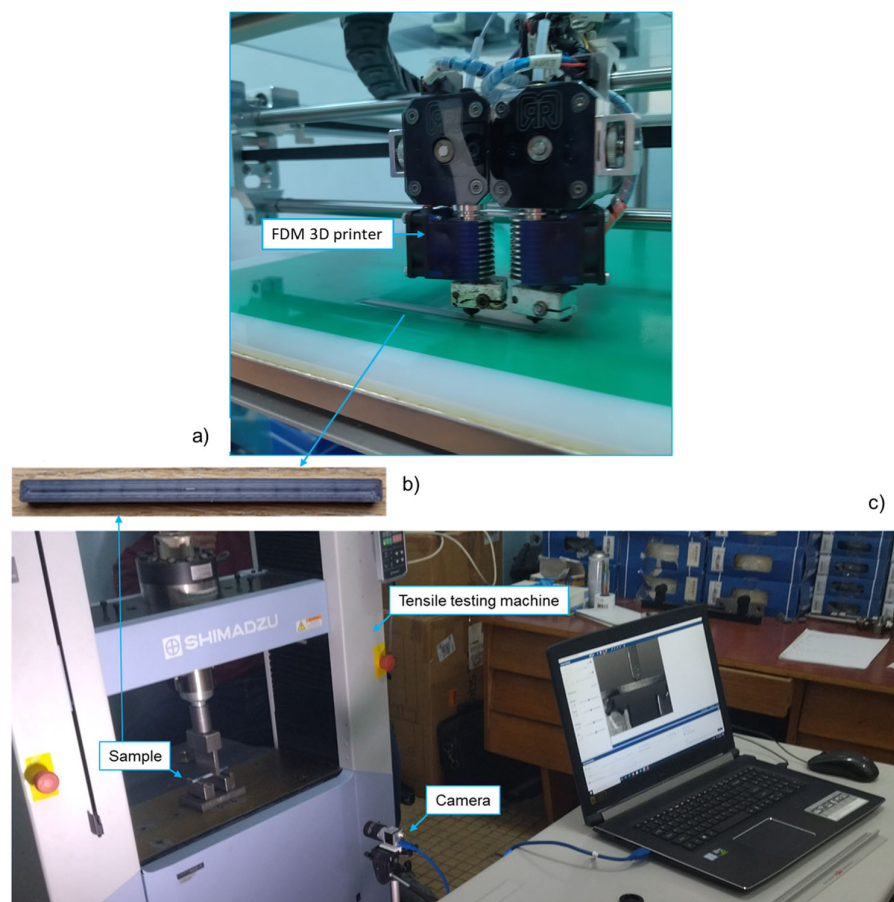 FDM 3D printer
a)
b)
c)
Tensile testing machine
SHIMADZU
Sample
Camera